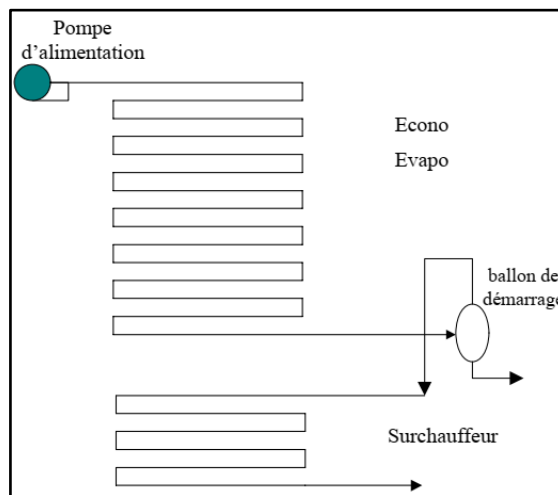 Pompe
d’alimentation
Econo
Evapo
ballon de
démarrage
Surchauffeur